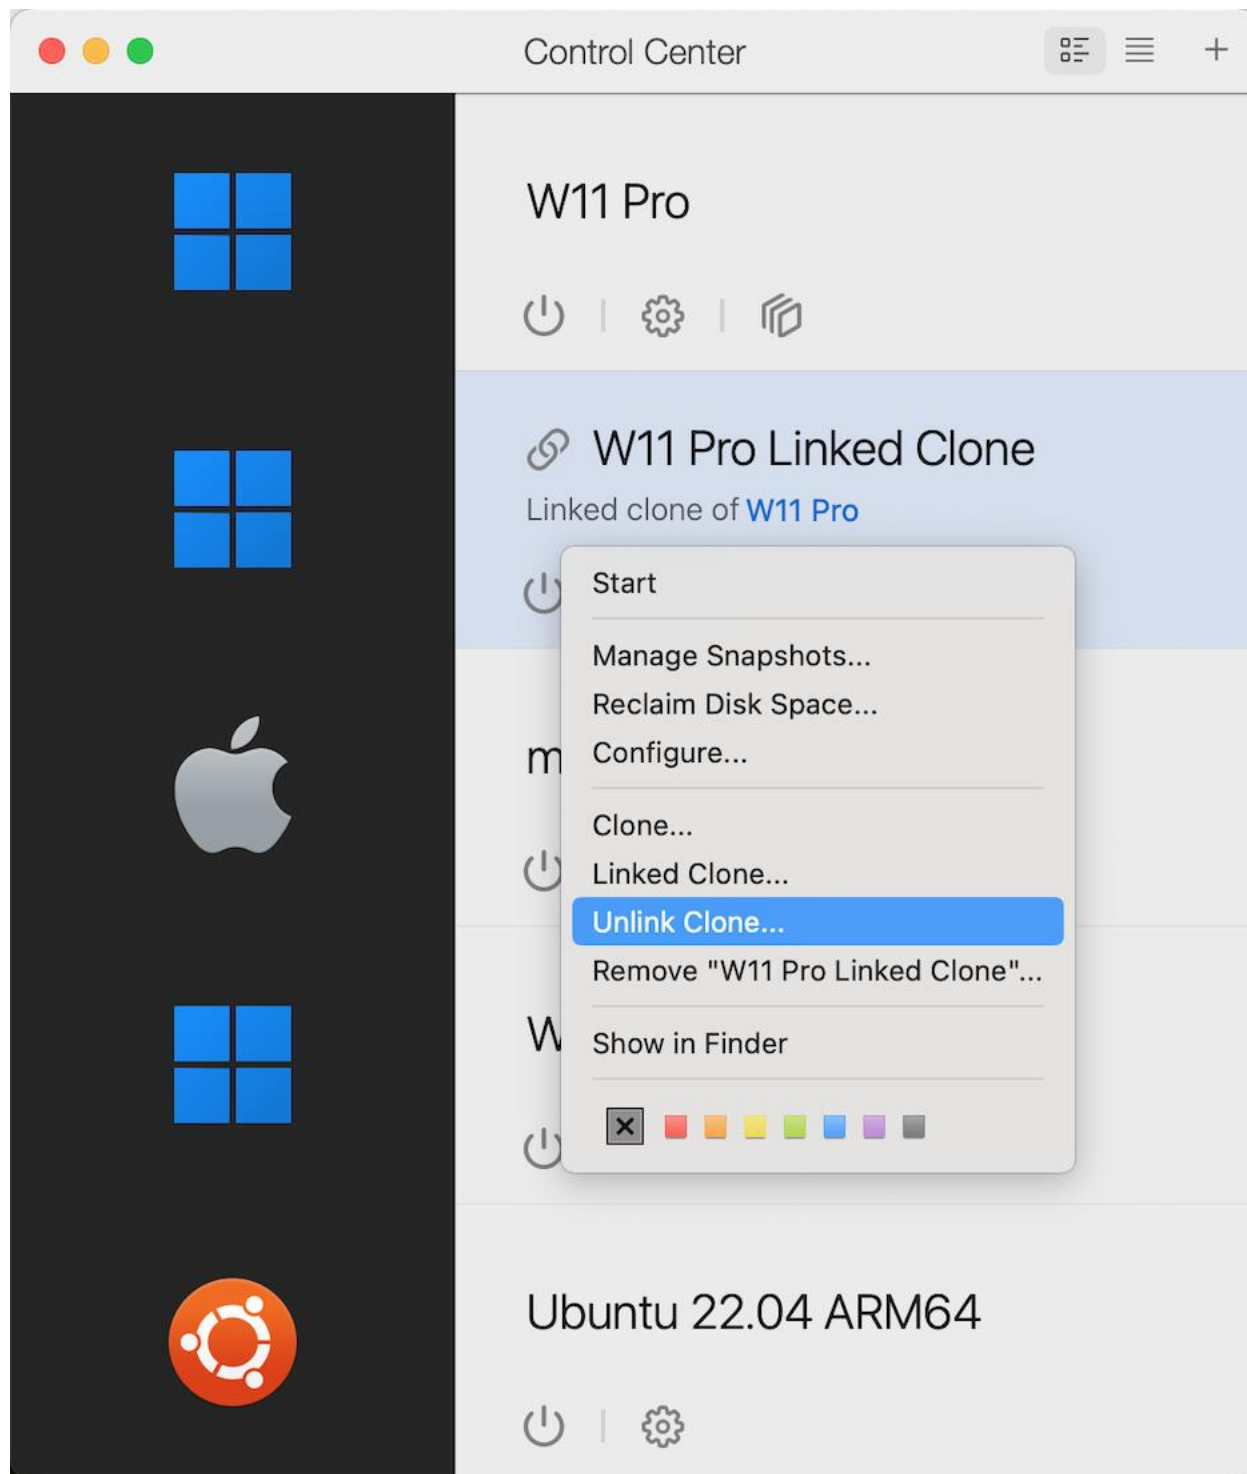 Control Center
W11 Pro
W11 Pro Linked Clone
Linked clone of W11 Pro
Start
Manage Snapshots...
Reclaim Disk Space...
m
Configure...
Clone...
Linked Clone...
Unlink Clone...
Remove "W11 Pro Linked Clone"...
W
Show in Finder
Ubuntu 22.04 ARM64